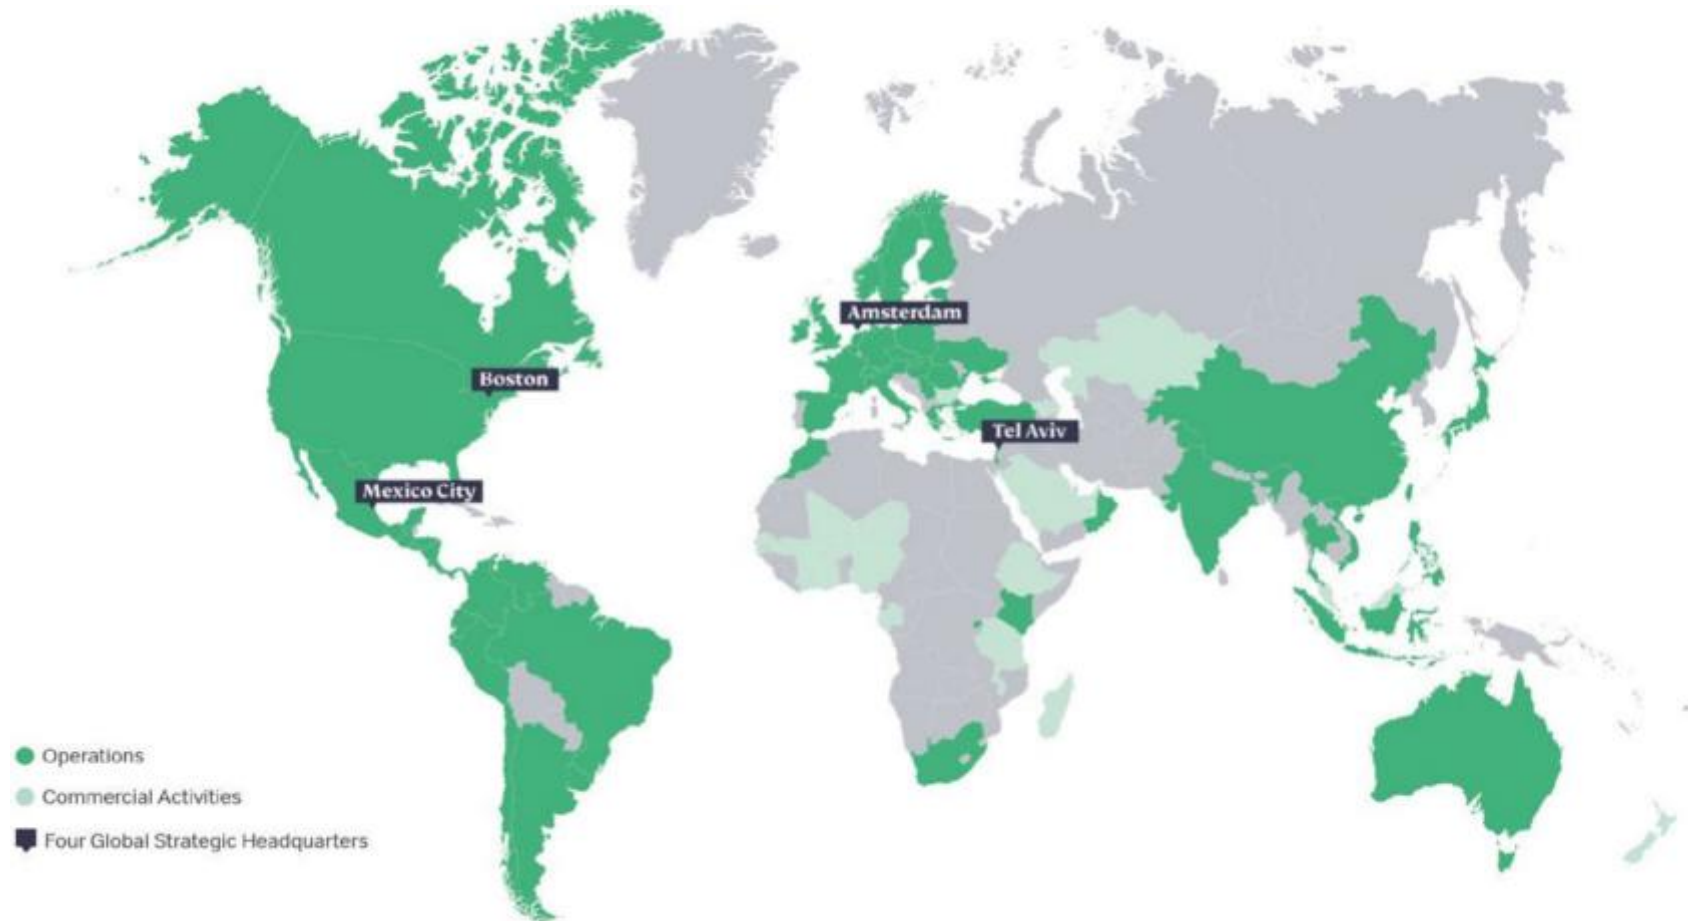 Amsterdam
Boston
Tel Aviv
Mexico City
Operations
Commercial Activities
Four Global Strategic Headquarters